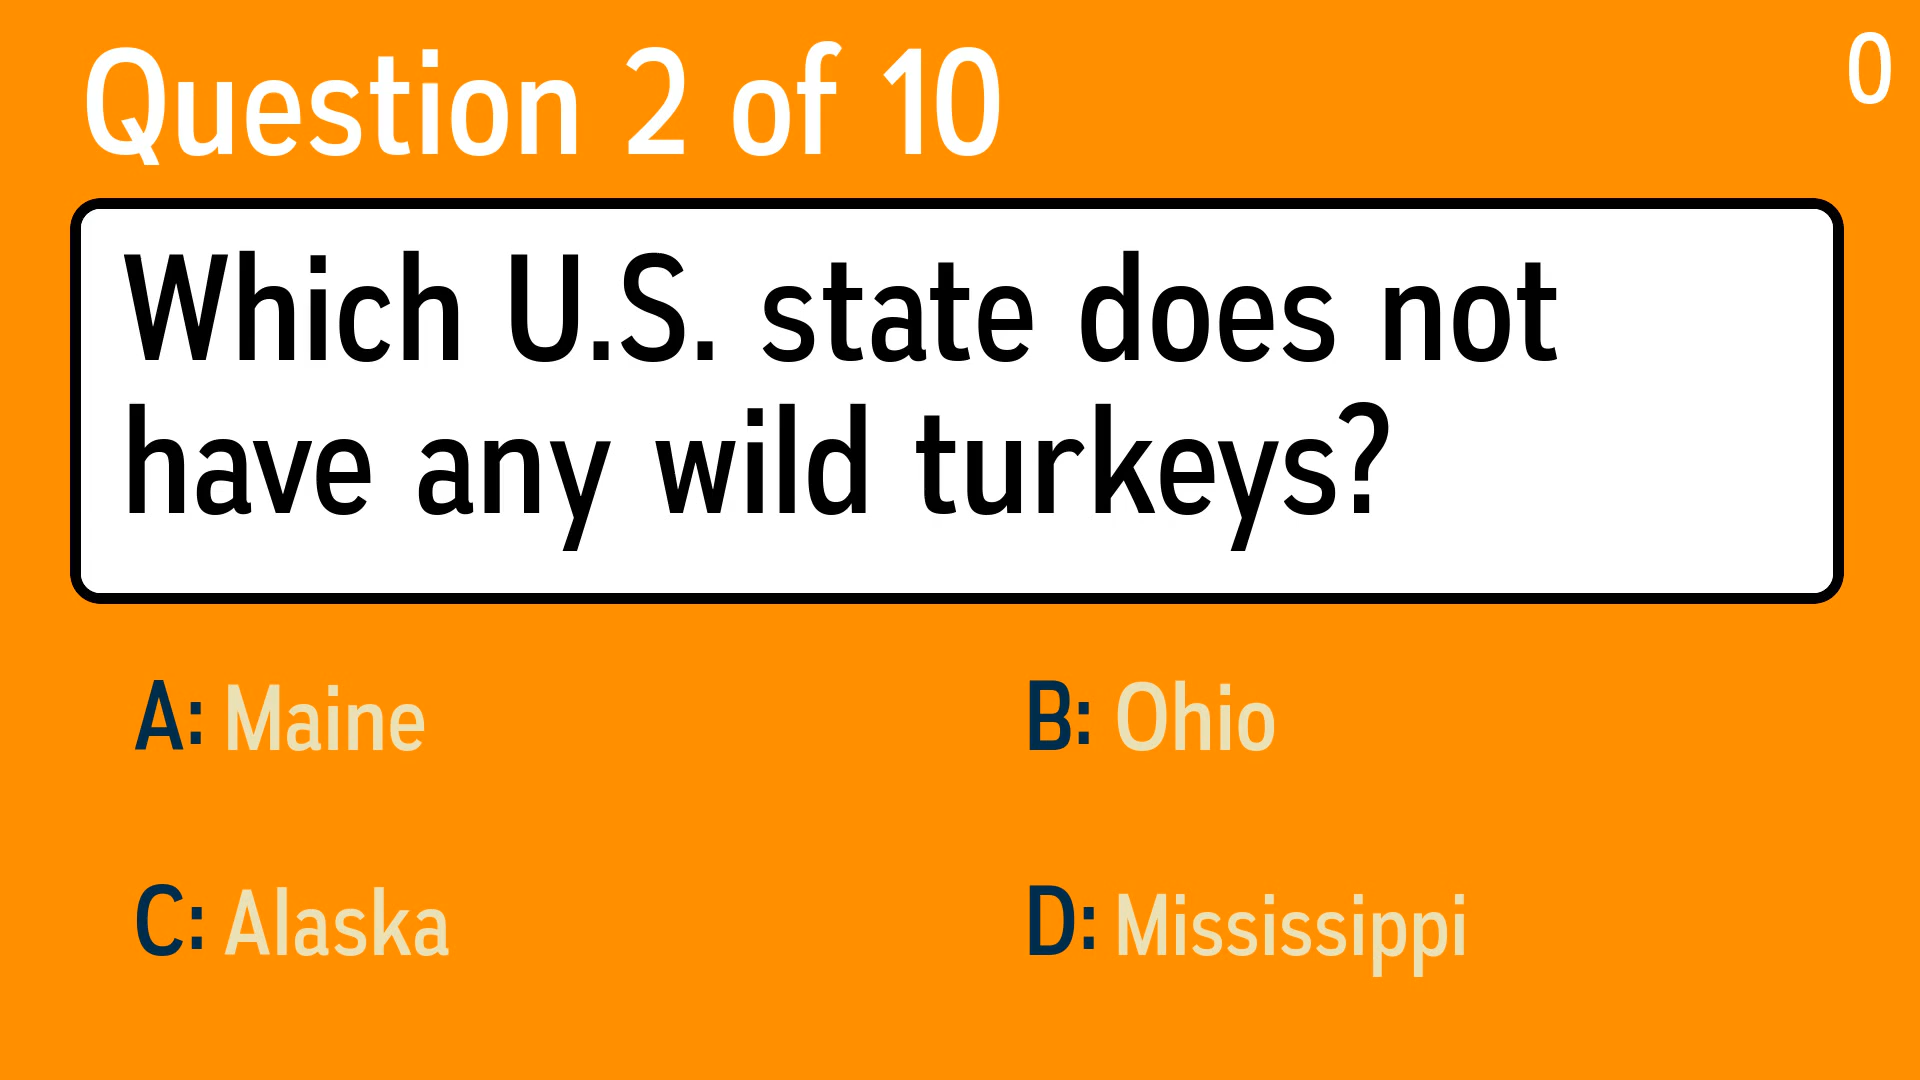 Question 2 of 10
0
Which U.S. state does not
have any wild turkeys?
A: Maine
B: Ohio
C: Alaska
D: Mississippi